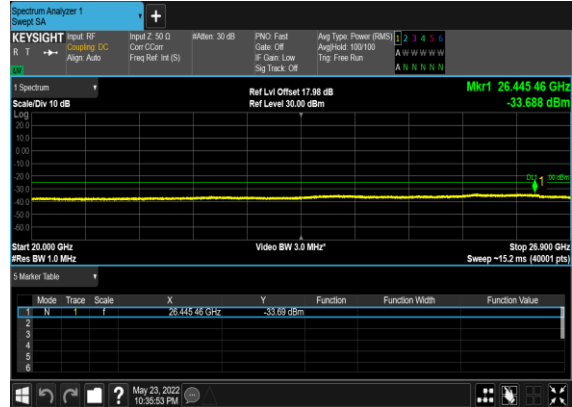 Spectrum Analyzer 1
Swept SA
KEYSIGHT Input: RF Input Z: 50 Ω #Atten: 30 dB PNO: Fast Avg Type: Power (RMS) 1 2 3 4 5 6
R T Coupling: DC Corr CCorr Gate: Off Avg|Hold: 100/100 A W W W W W
Align: Auto Freq Ref: Int (S) IF Gain: Low Trig: Free Run
LW Sig Track: Off A N N N N N
1 Spectrum Ref Lvl Offset 17.98 dB Mkr1 26.445 46 GHz
Scale/Div 10 dB Ref Level 30.00 dBm -33.688 dBm
Log
20.0
10.0
0.00
-10.0
-20.0
-30.0
-40.0
-50.0
-60.0
1
Start 20.000 GHz Video BW 3.0 MHz* Stop 26.900 GHz
#Res BW 1.0 MHz Sweep ~15.2 ms (40001 pts)
5 Marker Table
Mode Trace Scale X Y Function Function Width Function Value
1 N 1 f 26.445 46 GHz -33.69 dBm
2
3
4
5
6
? May 23, 2022
10:35:53 PM